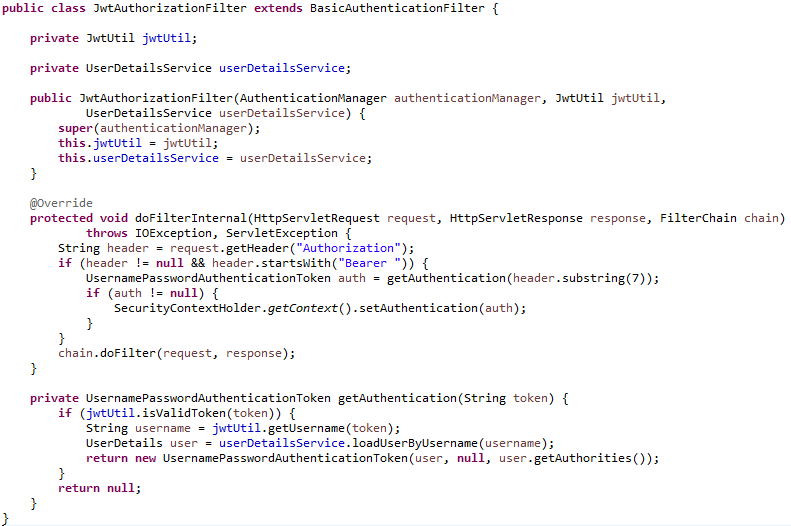 public class JwtAuthorizationFilter extends BasicAuthenticationFilter {
private JwtUtil jwtUtil;
private UserDetailsService userDetailsService;
public JwtAuthorizationFilter(AuthenticationManager authenticationManager, JwtUtil jwtUtil,
UserDetailsService userDetailsService) {
super(authenticationManager);
this.jwtUtil = jwtUtil;
this.userDetailsService = userDetailsService;
}
@Override
protected void doFilterInternal(HttpServletRequest request, HttpServletResponse response, FilterChain chain)
throws IOException, ServletException {
String header = request.getHeader("Authorization");
if (header != null && header.startsWith("Bearer ")) {
UsernamePasswordAuthenticationToken auth = getAuthentication(header.substring(7));
if (auth != null) {
SecurityContextHolder.getContext().setAuthentication(auth);
}
}
chain.doFilter(request, response);
}
private UsernamePasswordAuthenticationToken getAuthentication(String token) {
if (jwtUtil.isValidToken(token)) {
String username = jwtUtil.getUsername(token);
UserDetails user = userDetailsService.loadUserByUsername(username);
return new UsernamePasswordAuthenticationToken(user, null, user.getAuthorities());
}
return null;
}
}